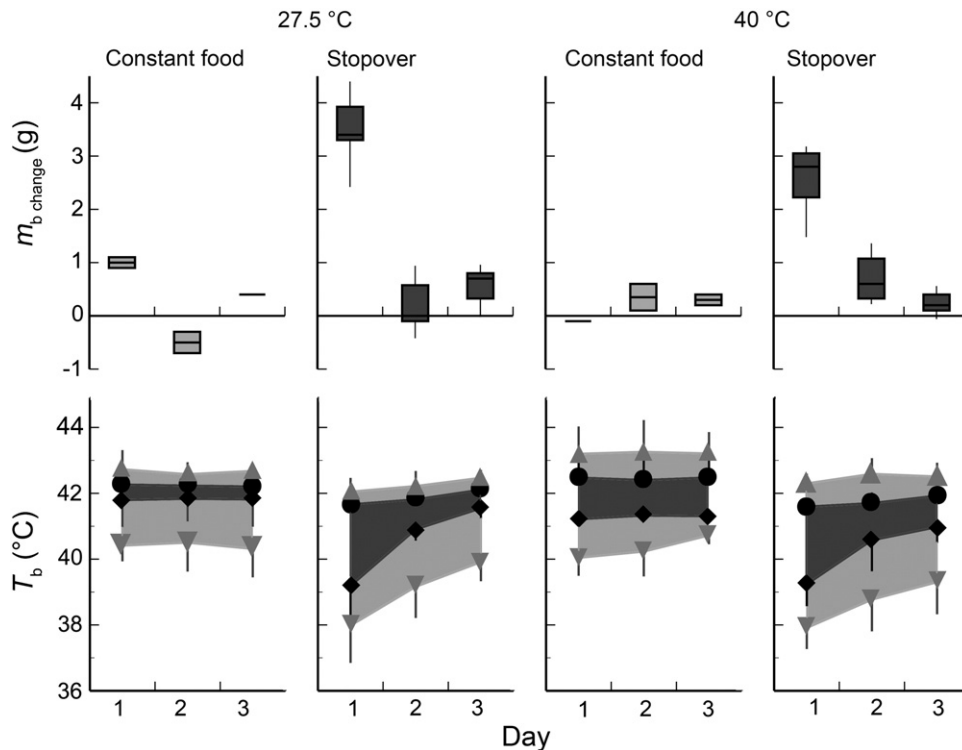 27.5 °C 40 °C
Constant food Stopover Constant food Stopover
m b change (g)
4
3
2
1
0
-1
T b (°C)
44
42
40
38
36
1 2 3 1 2 3 1 2 3 1 2 3
Day